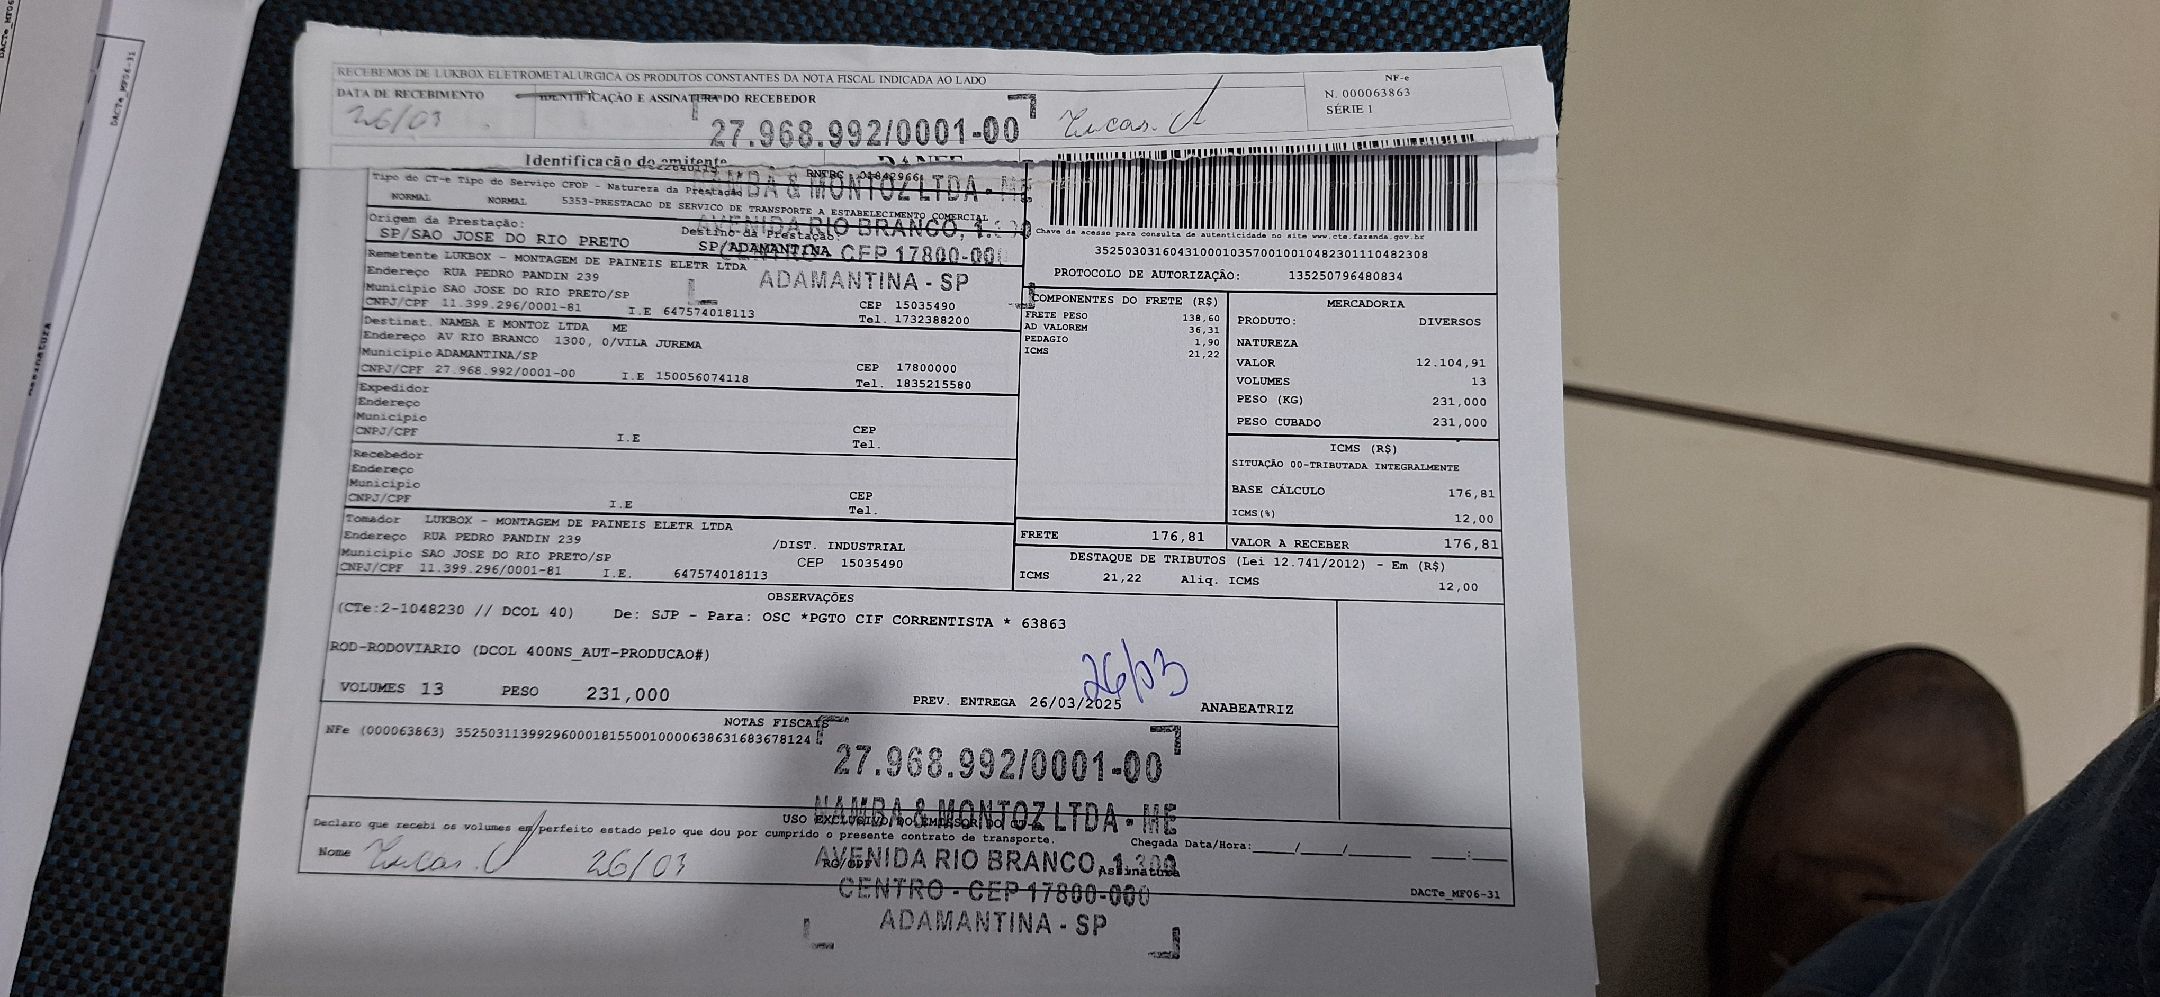 RECEBEMOS DE LUKBOX ELETROMETALURGICA OS PRODUTOS CONSTANTES DA NOTA FISCAL INDICADA AO LADO
DATA DE RECEBIMENTO
IDENTIFICAÇÃO E ASSINATURA DO RECEBEDOR
26/03
27.968.992/0001-00
Lucas.
NF-e
N. 000063863
SÉRIE 1
Identificação do emitente
Tipo do CT-e Tipo do Serviço CFOP - Natureza da Prestação
NORMAL NORMAL 5353-PRESTACAO DE SERVICO DE TRANSPORTE A ESTABELECIMENTO COMERCIAL
NAMBA & MONTOZ LTDA - ME
AVENIDA RIO BRANCO,
CEP 17800-000
ADAMANTINA - SP
Origem da Prestação:
SP/SAO JOSE DO RIO PRETO
Destino da Prestação:
SP/ADAMANTINA
Chave de acesso para consulta de autenticidade no site www.cte.fazenda.gov.br
35250303160431000103570010010482301110482308
PROTOCOLO DE AUTORIZAÇÃO: 135250796480834
Remetente LUKBOX - MONTAGEM DE PAINEIS ELETR LTDA
Endereço RUA PEDRO PANDIN 239
Municipio SAO JOSE DO RIO PRETO/SP
CEP 15035490
CNPJ/CPF 11.399.296/0001-81 I.E 647574018113
Tel. 1732388200
Destinat. NAMBA E MONTOZ LTDA ME
Endereço AV RIO BRANCO 1300, 0/VILA JUREMA
Municipio ADAMANTINA/SP
CEP 17800000
CNPJ/CPF 27.968.992/0001-00 I.E 150056074118
Tel. 1835215580
Expedidor
Endereço
Municipio
CEP
CNPJ/CPF I.E
Tel.
Recebedor
Endereço
Municipio
CEP
CNPJ/CPF I.E
Tel.
Tomador LUKBOX - MONTAGEM DE PAINEIS ELETR LTDA
Endereço RUA PEDRO PANDIN 239 /DIST. INDUSTRIAL
Municipio SAO JOSE DO RIO PRETO/SP CEP 15035490
CNPJ/CPF 11.399.296/0001-81 I.E. 647574018113
COMPONENTES DO FRETE (R$)
FRETE PESO 138,60
AD VALOREM 36,31
PEDAGIO 1,90
ICMS 21,22
MERCADORIA
PRODUTO: DIVERSOS
NATUREZA
VALOR 12.104,91
VOLUMES 13
PESO (KG) 231,000
PESO CUBADO 231,000
ICMS (R$)
SITUAÇÃO 00-TRIBUTADA INTEGRALMENTE
BASE CÁLCULO 176,81
ICMS(%) 12,00
FRETE 176,81
VALOR A RECEBER 176,81
DESTAQUE DE TRIBUTOS (Lei 12.741/2012) - Em (R$)
ICMS 21,22 Aliq. ICMS 12,00
OBSERVAÇÕES
(CTe:2-1048230 // DCOL 40) De: SJP - Para: OSC *PGTO CIF CORRENTISTA * 63863
ROD-RODOVIARIO (DCOL 400NS_AUT-PRODUCAO#)
26/03
VOLUMES 13 PESO 231,000 PREV. ENTREGA 26/03/2025 ANABEATRIZ
NOTAS FISCAIS
NFe (000063863) 35250311399296000181550010000638631683678124
27.968.992/0001-00
NAMBA & MONTOZ LTDA - ME
Declaro que recebi os volumes em perfeito estado pelo que dou por cumprido o presente contrato de transporte.
Chegada Data/Hora: / / :
Nome Lucas. 26/03
AVENIDA RIO BRANCO, 1.300
Assinatura
CENTRO - CEP 17800-000
ADAMANTINA - SP
DACTe_MF06-31